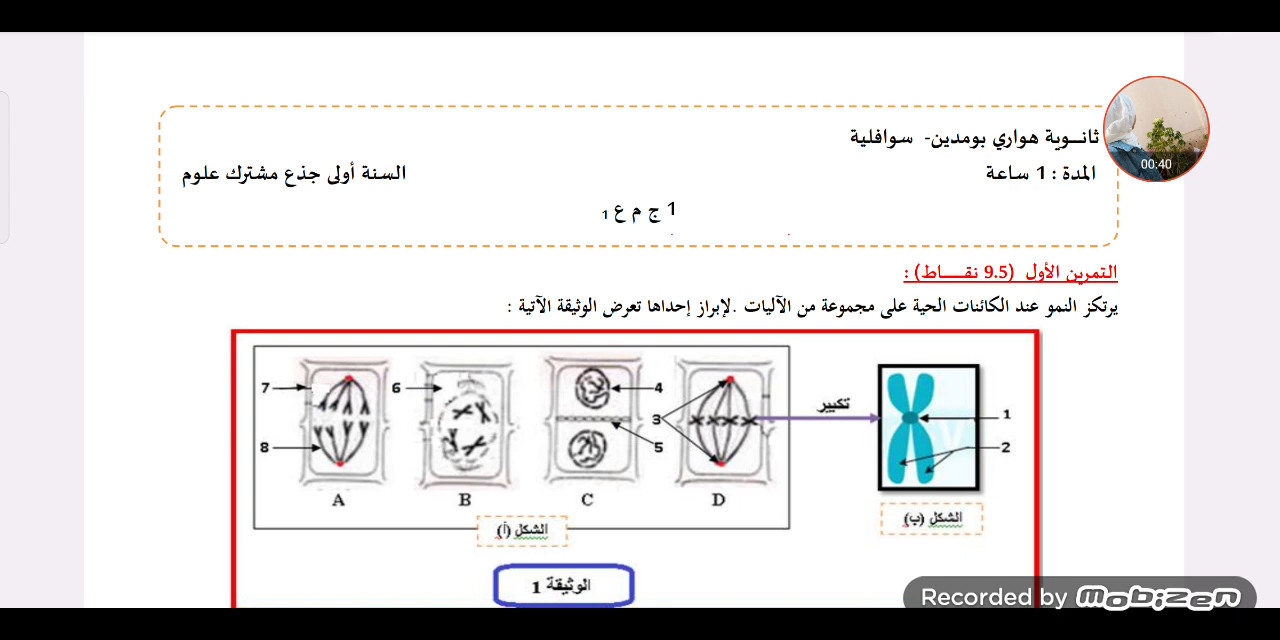 ثانــوية هواري بومدين- سوافلية
00:40
المدة : 1 ساعة
السنة أولى جذع مشترك علوم
1 ج م ع 1
التمرين الأول (9.5 نقـــاط) :
يرتكز النمو عند الكائنات الحية على مجموعة من الآليات .لإبراز إحداها تعرض الوثيقة الآتية :
7
6
4
3
تكبير
1
8
5
2
A
B
C
D
الشكل (أ)
الشكل (ب)
الوثيقة 1
Recorded by mobizen